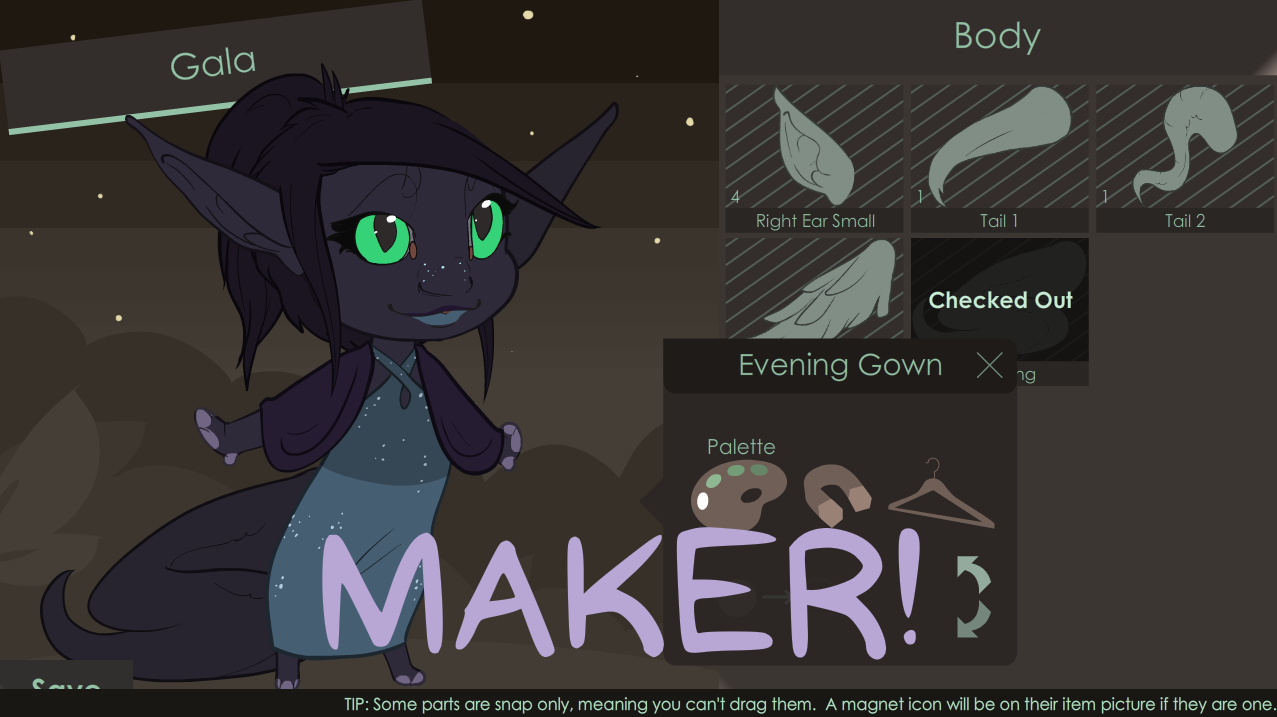 Gala
Body
4
Right Ear Small
1
Tail 1
1
Tail 2
Checked Out
Evening Gown
Palette
MAKER!
TIP: Some parts are snap only, meaning you can't drag them. A magnet icon will be on their item picture if they are one.